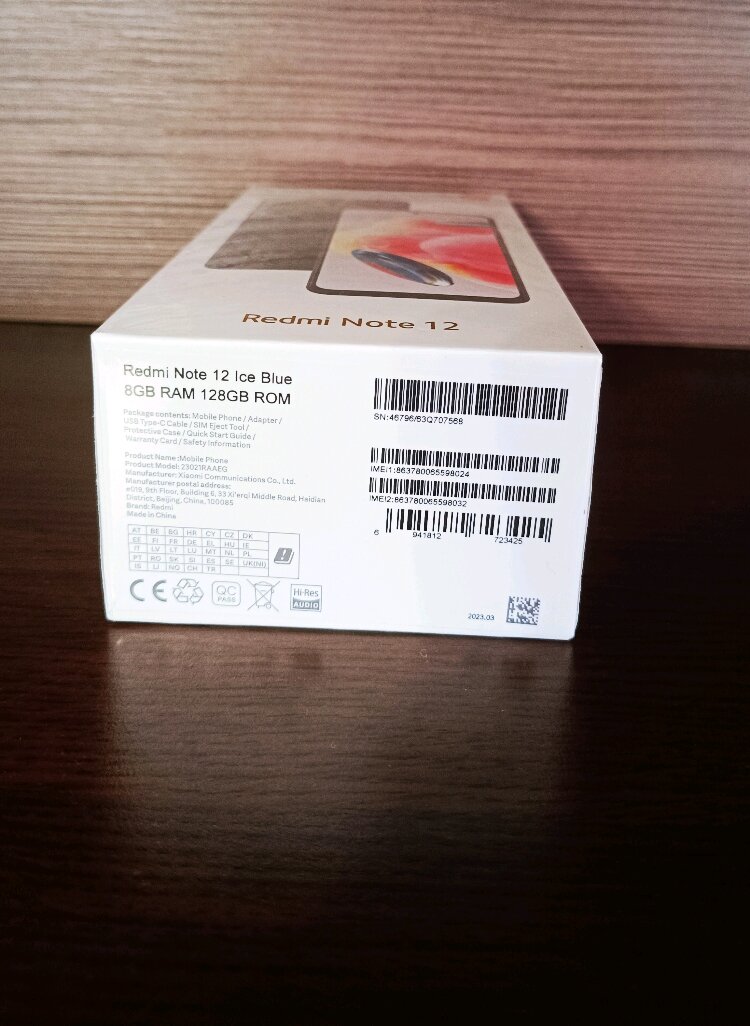 Redmi Note 12
Redmi Note 12 Ice Blue
8GB RAM 128GB ROM
Package contents: Mobile Phone / Adapter /
USB Type-C Cable / SIM Eject Tool /
Protective Case / Quick Start Guide /
Warranty Card / Safety Information
Product Name :Mobile Phone
Product Model: 23021RAAEG
Manufacturer: Xiaomi Communications Co., Ltd.
Manufacturer postal address:
#019, 9th Floor, Building 6, 33 Xi'erqi Middle Road, Haidian
District, Beijing, China, 100085
Brand: Redmi
Made in China
AT BE BG HR CY CZ DK
EE FI FR DE EL HU IE
IT LV LT LU MT NL PL
PT RO SK SI ES SE UK(NI)
IS LI NO CH TR
CE
QC
PASS
Hi-Res
AUDIO
SN:46796/63Q707568
IMEI1:863780065598024
IMEI2:863780065598032
6 941812 723425
2023.03